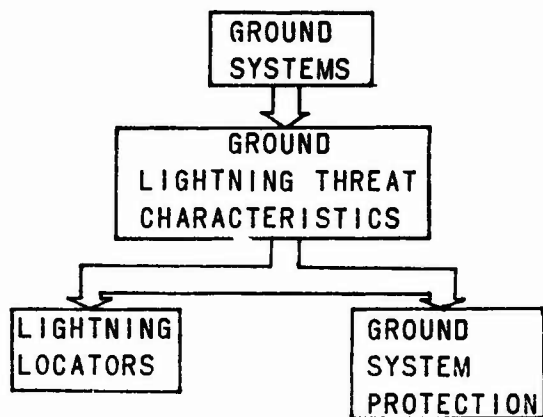 GROUND
SYSTEMS
GROUND
LIGHTNING THREAT
CHARACTERISTICS
LIGHTNING
LOCATORS
GROUND
SYSTEM
PROTECTION